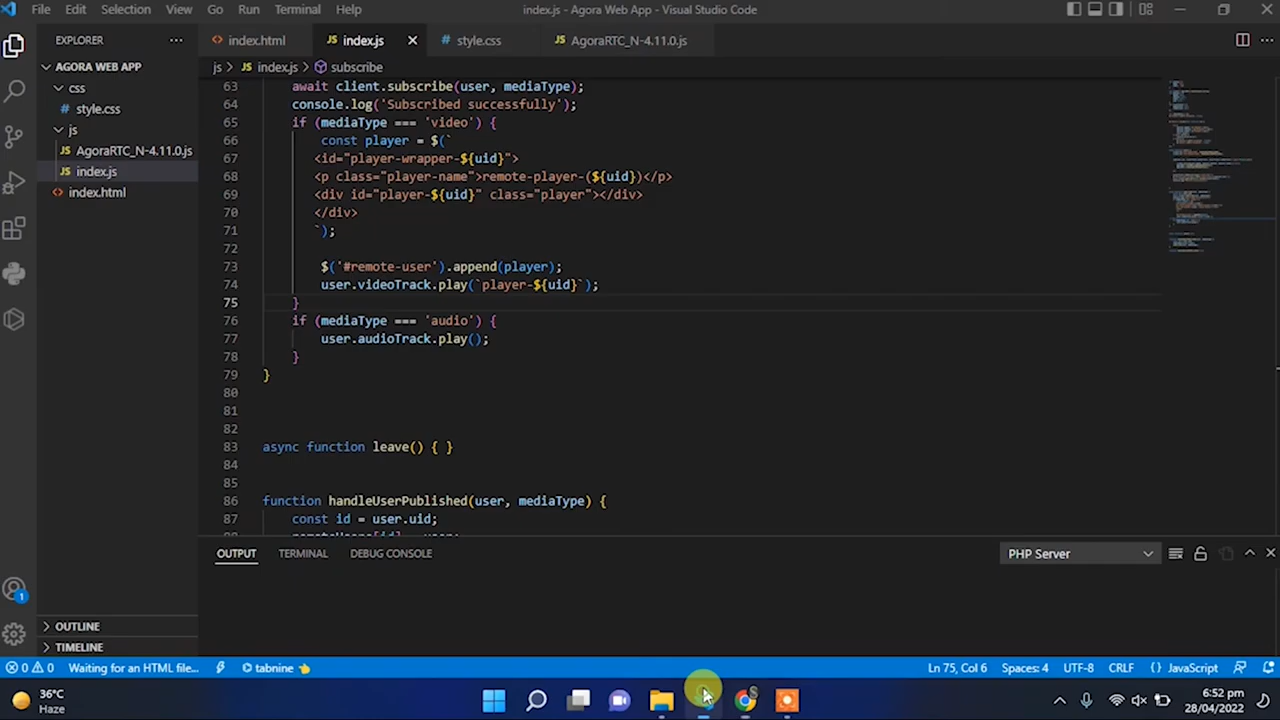 File Edit Selection View Go Run Terminal Help index.js - Agora Web App - Visual Studio Code
EXPLORER
index.html
JS index.js
style.css
JS AgoraRTC_N-4.11.0.js
AGORA WEB APP
css
style.css
js
JS AgoraRTC_N-4.11.0.js
JS index.js
index.html
OUTLINE
TIMELINE
js > JS index.js > subscribe
63 await client.subscribe(user, mediaType);
64 console.log('Subscribed successfully');
65 if (mediaType === 'video') {
66 const player = $(`
67 <id="player-wrapper-${uid}">
68 <p class="player-name">remote-player-(${uid})</p>
69 <div id="player-${uid}" class="player"></div>
70 </div>
71 `);
72
73 $('#remote-user').append(player);
74 user.videoTrack.play(`player-${uid}`);
75 }
76 if (mediaType === 'audio') {
77 user.audioTrack.play();
78 }
79 }
80
81
82
83 async function leave() { }
84
85
86 function handleUserPublished(user, mediaType) {
87 const id = user.uid;
OUTPUT TERMINAL DEBUG CONSOLE PHP Server
1
0 0 Waiting for an HTML file... tabnine Ln 75, Col 6 Spaces: 4 UTF-8 CRLF {} JavaScript
36°C
Haze
6:52 pm
28/04/2022